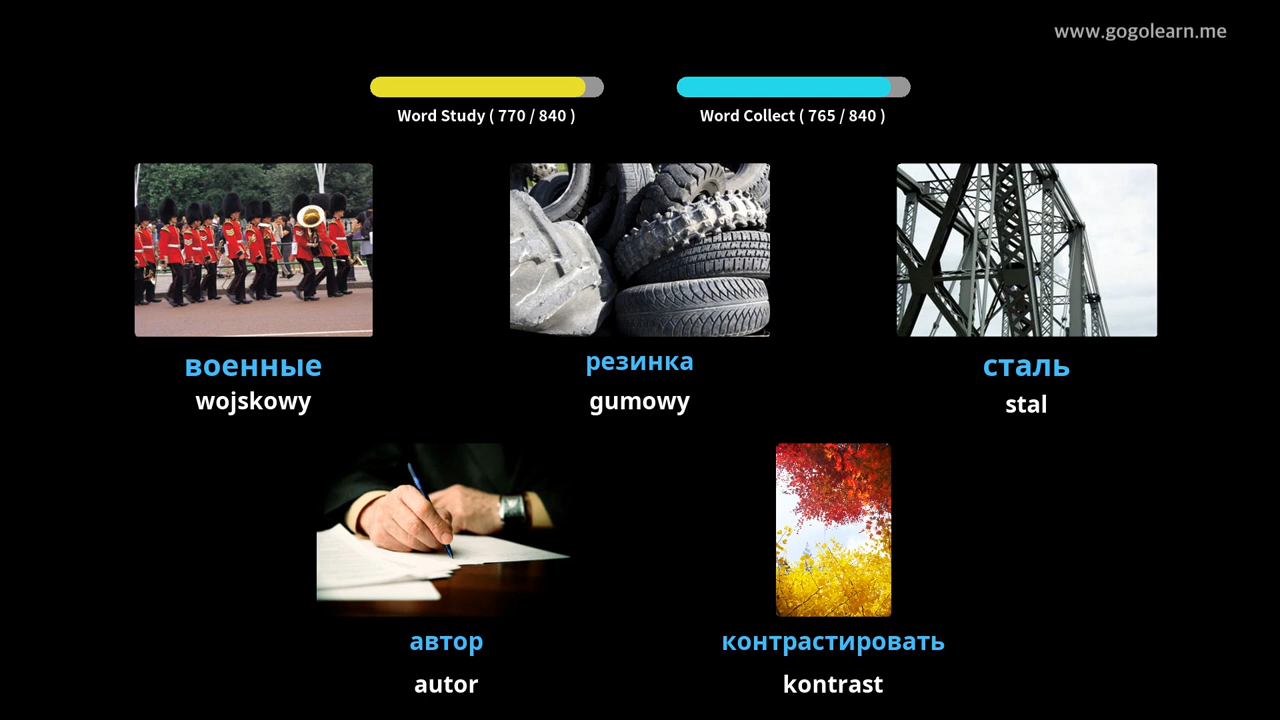 www.gogolearn.me
Word Study ( 770 / 840 )
Word Collect ( 765 / 840 )
военные
wojskowy
резинка
gumowy
сталь
stal
автор
autor
контрастировать
kontrast